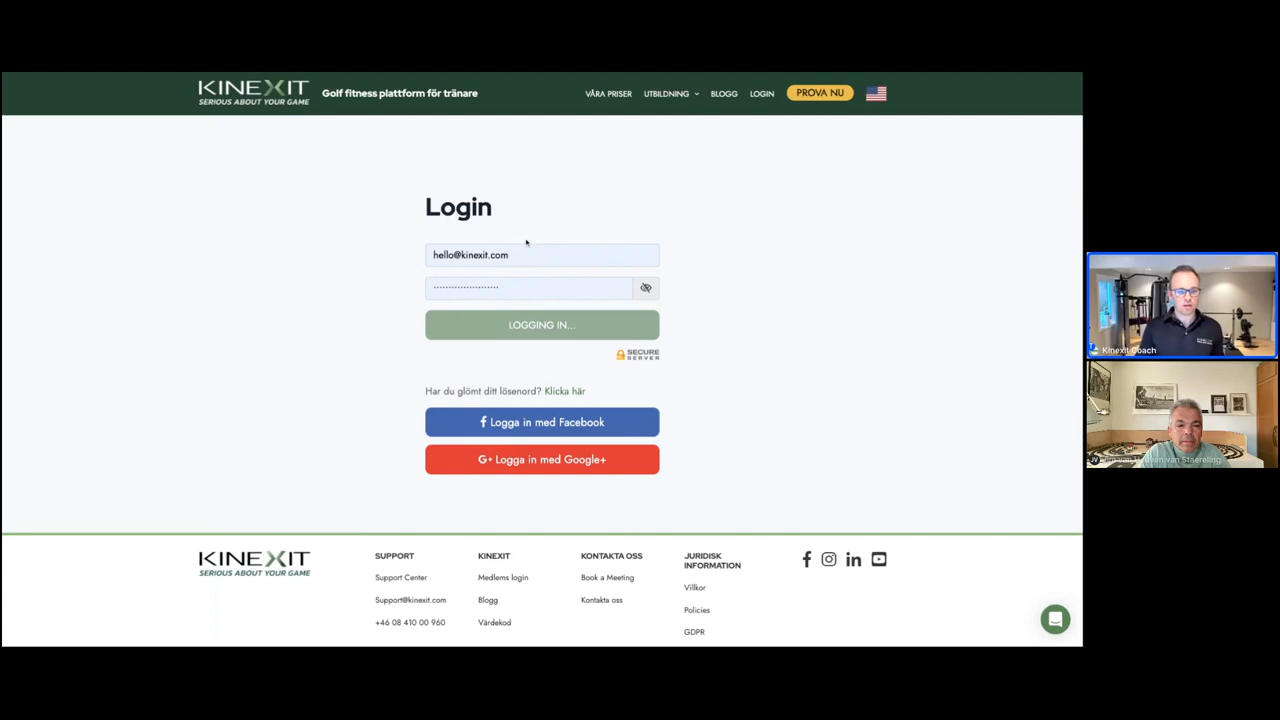 KINEXIT
SERIOUS ABOUT YOUR GAME
Golf fitness plattform för tränare
VÅRA PRISER
UTBILDNING
BLOGG
LOGIN
PROVA NU
Login
hello@kinexit.com
LOGGING IN...
SECURE
SERVER
Har du glömt ditt lösenord? Klicka här
Logga in med Facebook
G+ Logga in med Google+
KINEXIT
SERIOUS ABOUT YOUR GAME
SUPPORT
Support Center
Support@kinexit.com
+46 08 410 00 960
KINEXIT
Medlems login
Blogg
Värdekod
KONTAKTA OSS
Book a Meeting
Kontakta oss
JURIDISK
INFORMATION
Villkor
Policies
GDPR
Kinexit Coach
van Staereling